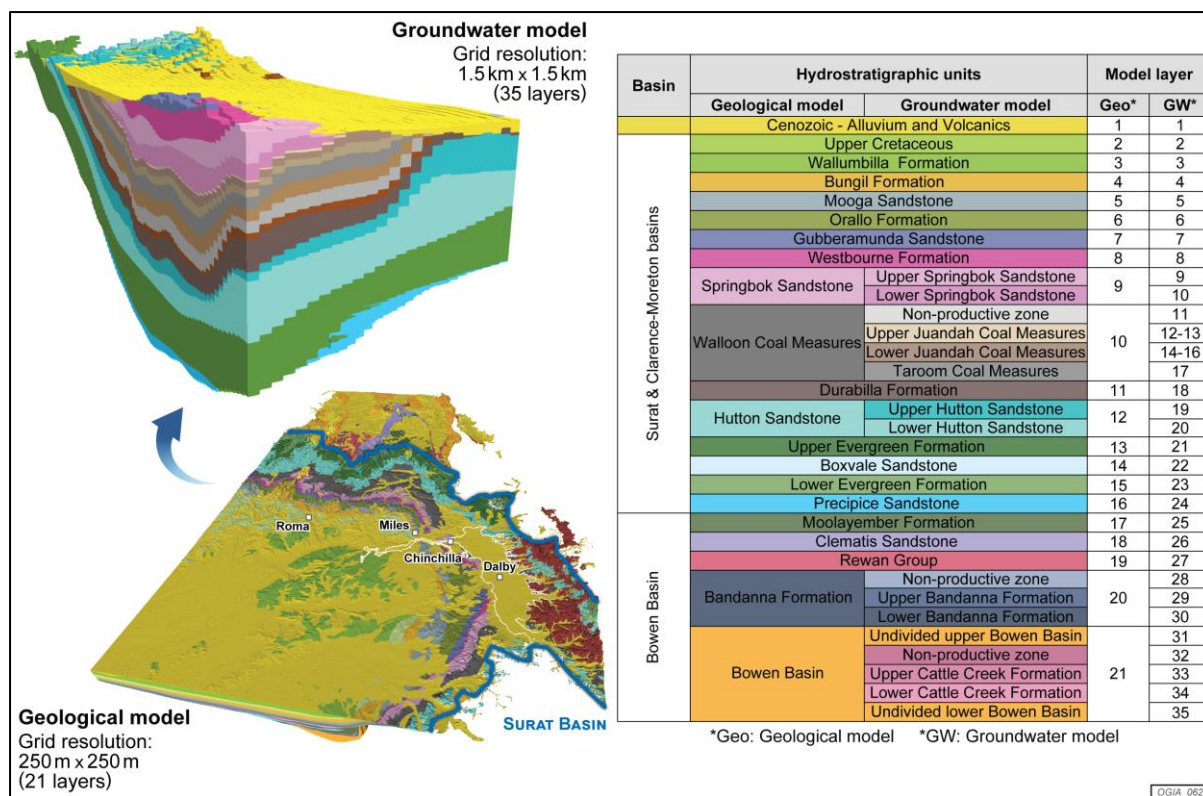 Groundwater model
Grid resolution:
1.5 km x 1.5 km
(35 layers)
Roma
Miles
Chinchilla
Dalby
SURAT BASIN
Geological model
Grid resolution:
250 m x 250 m
(21 layers)
Basin Hydrostratigraphic units Model layer
Geological model Groundwater model Geo* GW*
Cenozoic - Alluvium and Volcanics 1 1
Surat & Clarence-Moreton basins
Upper Cretaceous 2 2
Wallumbilla Formation 3 3
Bungil Formation 4 4
Mooga Sandstone 5 5
Orallo Formation 6 6
Gubberamunda Sandstone 7 7
Westbourne Formation 8 8
Springbok Sandstone Upper Springbok Sandstone 9 9
Lower Springbok Sandstone 10
Walloon Coal Measures Non-productive zone 10 11
Upper Juandah Coal Measures 12-13
Lower Juandah Coal Measures 14-16
Taroom Coal Measures 17
Durabilla Formation 11 18
Hutton Sandstone Upper Hutton Sandstone 12 19
Lower Hutton Sandstone 20
Upper Evergreen Formation 13 21
Boxvale Sandstone 14 22
Lower Evergreen Formation 15 23
Precipice Sandstone 16 24
Bowen Basin
Moolayember Formation 17 25
Clematis Sandstone 18 26
Rewan Group 19 27
Bandanna Formation Non-productive zone 20 28
Upper Bandanna Formation 29
Lower Bandanna Formation 30
Bowen Basin Undivided upper Bowen Basin 21 31
Non-productive zone 32
Upper Cattle Creek Formation 33
Lower Cattle Creek Formation 34
Undivided lower Bowen Basin 35
*Geo: Geological model *GW: Groundwater model
OGIA_062